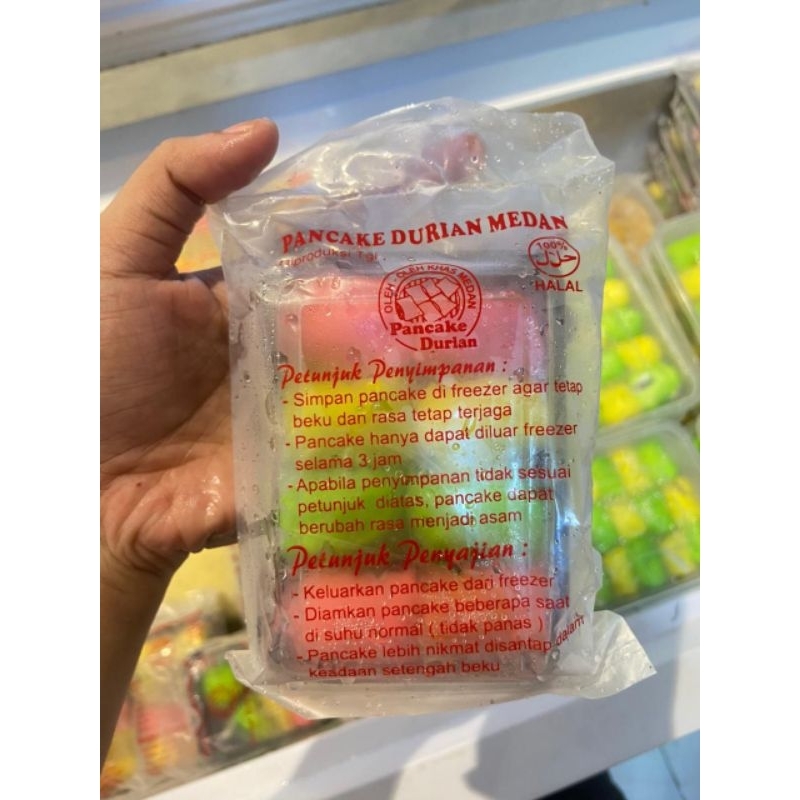 PANCAKE DURIAN MEDAN
Diproduksi Tgl
100%
حلال
HALAL
OLEH - OLEH KHAS MEDAN
Pancake
Durian
Petunjuk Penyimpanan :
- Simpan pancake di freezer agar tetap
beku dan rasa tetap terjaga
- Pancake hanya dapat diluar freezer
selama 3 jam
- Apabila penyimpanan tidak sesuai
petunjuk diatas, pancake dapat
berubah rasa menjadi asam
Petunjuk Penyajian :
- Keluarkan pancake dari freezer
- Diamkan pancake beberapa saat
di suhu normal ( tidak panas )
- Pancake lebih nikmat disantap dalam
keadaan setengah beku